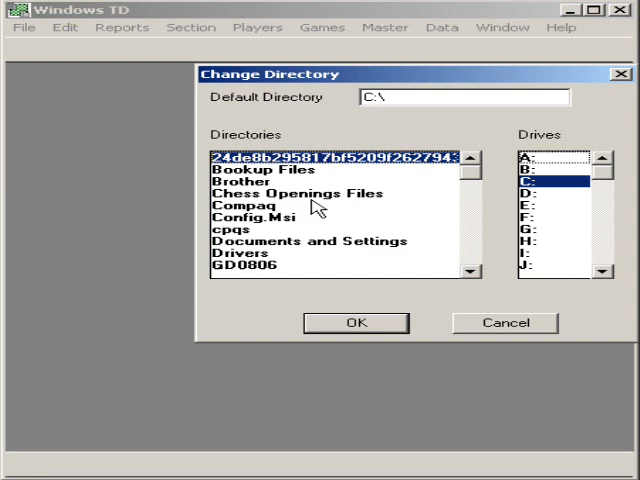 Windows TD
File Edit Reports Section Players Games Master Data Window Help
Change Directory
Default Directory C:\
Directories Drives
24de8b295817bf5209f2627943
Bookup Files
Brother
Chess Openings Files
Compaq
Config.Msi
cpqs
Documents and Settings
Drivers
GD0806
A:
B:
C:
D:
E:
F:
G:
H:
I:
J:
OK Cancel